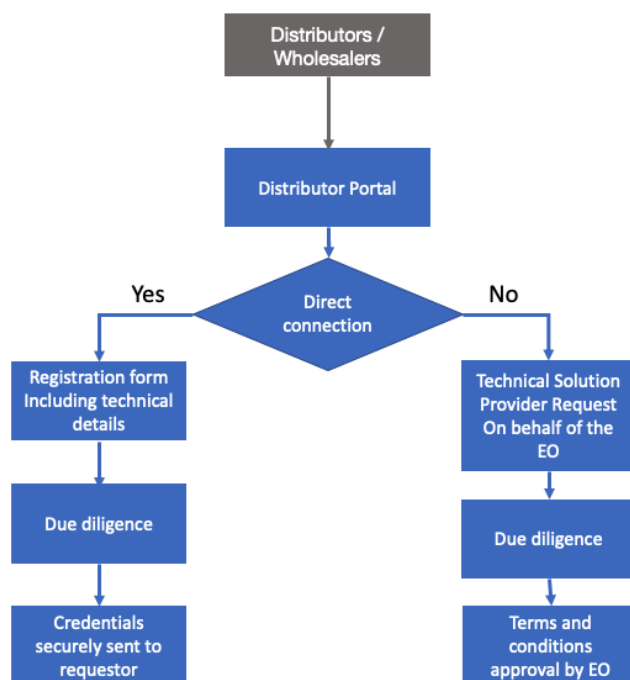 Distributors /
Wholesalers
Distributor Portal
Direct
connection
Yes
No
Registration form
Including technical
details
Due diligence
Credentials
securely sent to
requestor
Technical Solution
Provider Request
On behalf of the
EO
Due diligence
Terms and
conditions
approval by EO